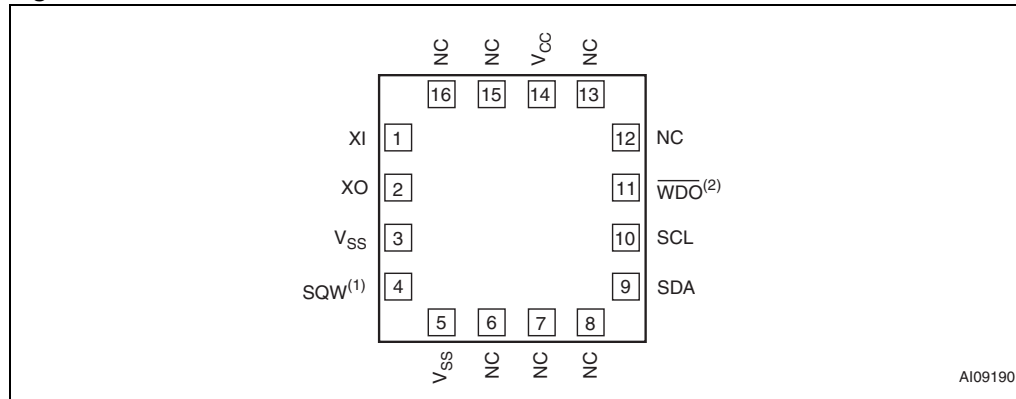 NC NC VCC NC
16 15 14 13
XI 1 12 NC
XO 2 11 WDO(2)
VSS 3 10 SCL
SQW(1) 4 9 SDA
5 6 7 8
VSS NC NC NC
AI09190